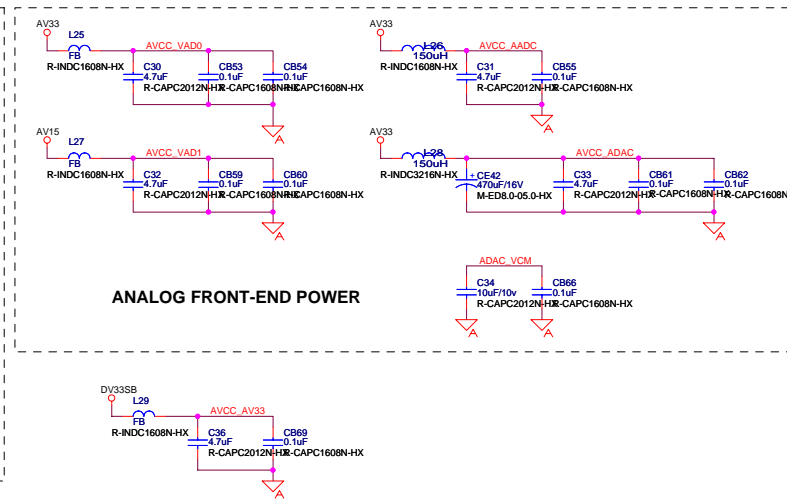 AV33
L25
FB
R-INDC1608N-HX
AVCC_VAD0
C30
4.7uF
R-CAPC2012N-HX
CB53
0.1uF
R-CAPC1608N-HX
CB54
0.1uF
R-CAPC1608N-HX
A
AV33
L26
150uH
R-INDC1608N-HX
AVCC_AADC
C31
4.7uF
R-CAPC2012N-HX
CB55
0.1uF
R-CAPC1608N-HX
A
AV15
L27
FB
R-INDC1608N-HX
AVCC_VAD1
C32
4.7uF
R-CAPC2012N-HX
CB59
0.1uF
R-CAPC1608N-HX
CB60
0.1uF
R-CAPC1608N-HX
A
AV33
L28
150uH
R-INDC3216N-HX
AVCC_ADAC
+
CE42
470uF/16V
M-ED8.0-05.0-HX
C33
4.7uF
R-CAPC2012N-HX
CB61
0.1uF
R-CAPC1608N-HX
CB62
0.1uF
R-CAPC1608N
A
ADAC_VCM
C34
10uF/10v
R-CAPC2012N-HX
CB66
0.1uF
R-CAPC1608N-HX
A
A
ANALOG FRONT-END POWER
DV33SB
L29
FB
R-INDC1608N-HX
AVCC_AV33
C36
4.7uF
R-CAPC2012N-HX
CB69
0.1uF
R-CAPC1608N-HX
A